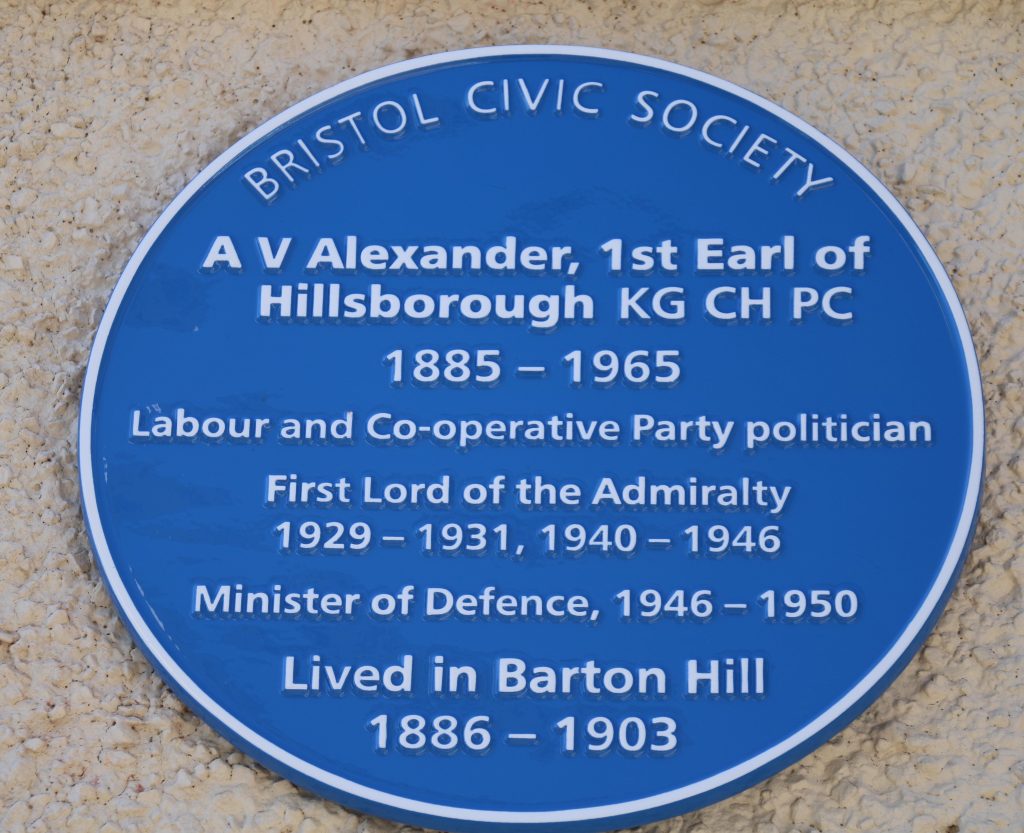 BRISTOL CIVIC SOCIETY
A V Alexander, 1st Earl of
Hillsborough KG CH PC
1885 – 1965
Labour and Co-operative Party politician
First Lord of the Admiralty
1929 – 1931, 1940 – 1946
Minister of Defence, 1946 – 1950
Lived in Barton Hill
1886 – 1903